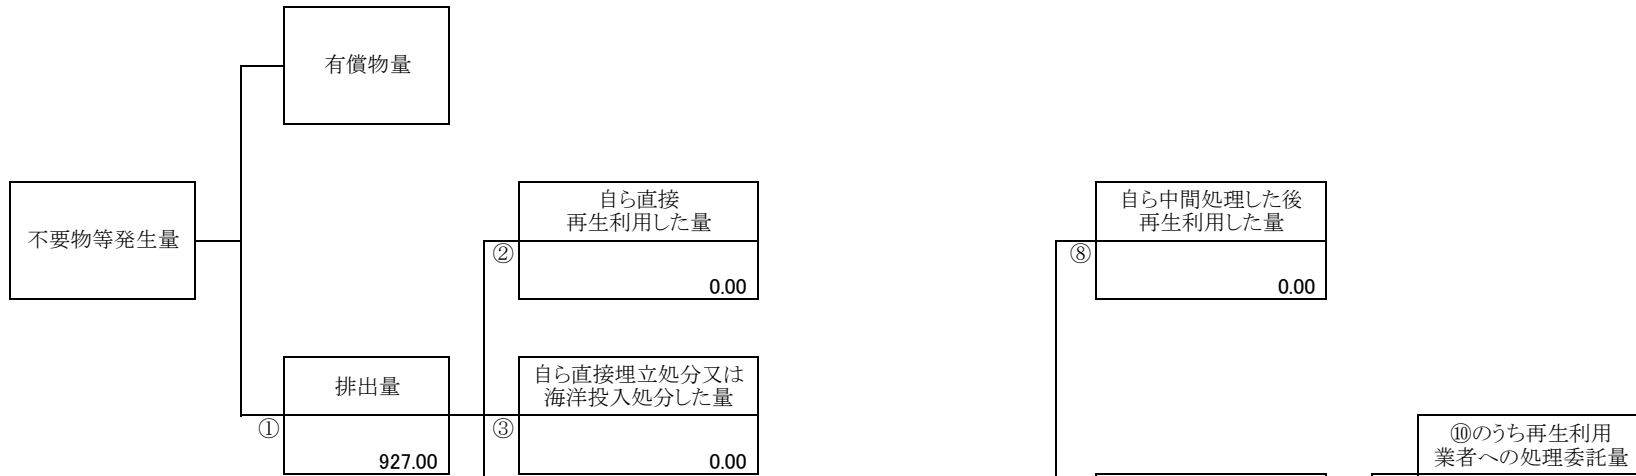 有償物量
不要物等発生量
自ら直接
再生利用した量
②
0.00
自ら中間処理した後
再生利用した量
⑧
0.00
排出量
①
927.00
自ら直接埋立処分又は
海洋投入処分した量
③
0.00
⑩のうち再生利用
業者への処理委託量